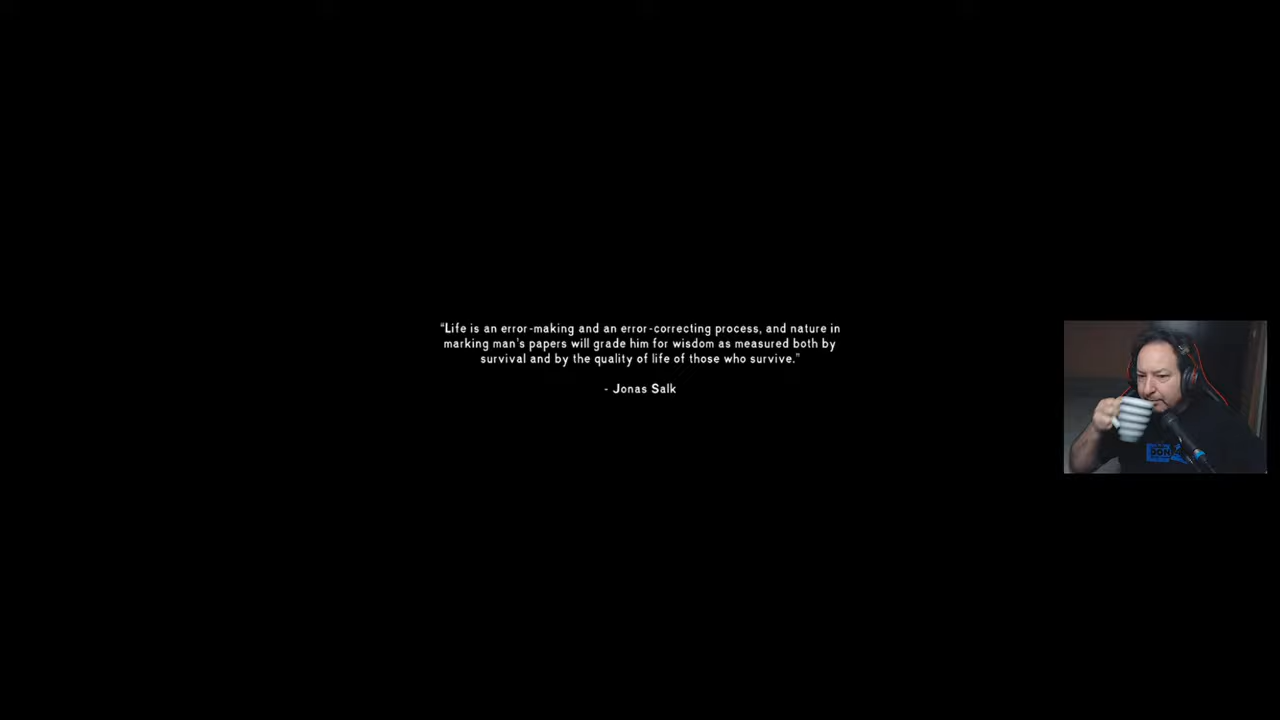 "Life is an error-making and an error-correcting process, and nature in
marking man's papers will grade him for wisdom as measured both by
survival and by the quality of life of those who survive."
- Jonas Salk